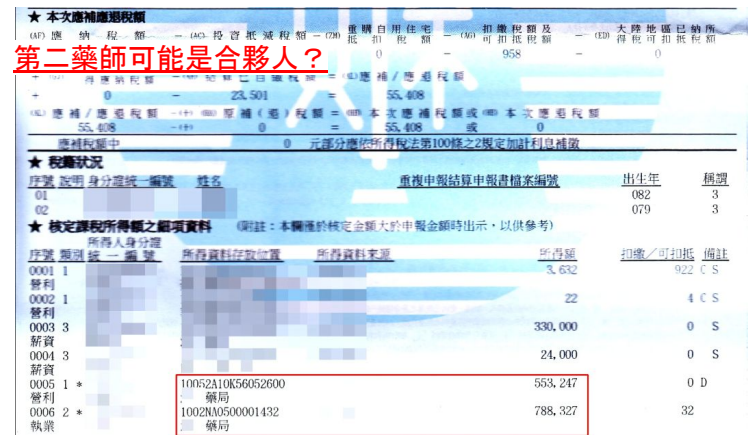 ★ 本次應補應退稅額
(AF) 應納稅額 - (AC) 投資抵減稅額 - (ZM) 重購自用住宅抵扣稅額 - (AG) 扣繳稅額及可扣抵稅額 - (ED) 大陸地區已納所得稅可扣抵稅額
0 - 958 - 0
第二藥師可能是合夥人?
+ 得應納稅額 - 結算已自繳稅額 = 應補/應退稅額
+ 0 - 23,501 = 55,408
應補/應退稅額 -(+) 原補(退)稅額 = 本次應補稅額或 本次應退稅額
55,408 -(+) 0 = 55,408 或 0
應補稅額中 0 元部分應依所得稅法第100條之2規定加計利息補徵
★ 稅籍狀況
序號 說明 身分證統一編號 姓名 重複申報結算申報書檔案編號 出生年 稱謂
01 082 3
02 079 3
★ 核定課稅所得額之細項資料 (附註:本欄僅於核定金額大於申報金額時出示,以供參考)
所得人身分證
序號 類別 統一編號 所得資料存放位置 所得資料來源 所得額 扣繳/可扣抵 備註
0001 1 3,632 922 C S
營利
0002 1 22 4 C S
營利
0003 3 330,000 0 S
薪資
0004 3 24,000 0 S
薪資
0005 1 * 10052A10K56052600 553,247 0 D
營利 藥局
0006 2 * 1002NA0500001432 788,327 32
執業 藥局